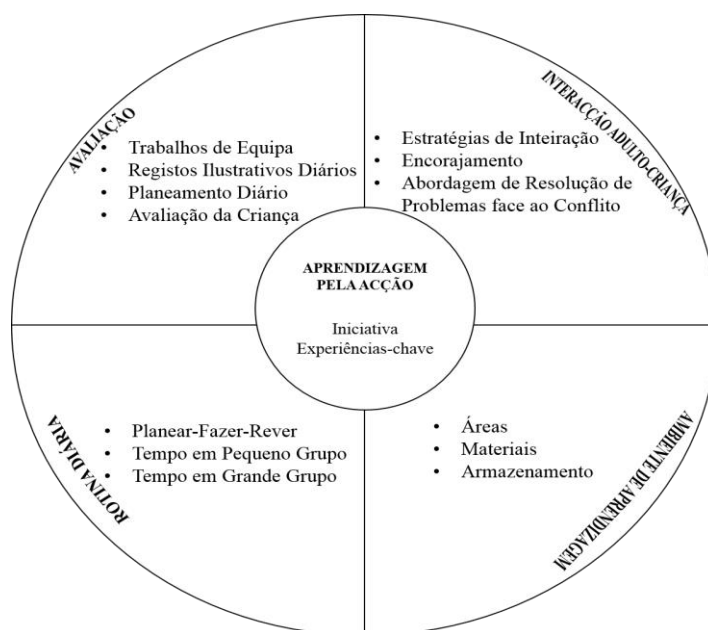 AVALIAÇÃO
• Trabalhos de Equipa
• Registos Ilustrativos Diários
• Planeamento Diário
• Avaliação da Criança
INTERACÇÃO ADULTO-CRIANÇA
• Estratégias de Inteiração
• Encorajamento
• Abordagem de Resolução de
Problemas face ao Conflito
APRENDIZAGEM
PELA ACÇÃO
Iniciativa
Experiências-chave
ROTINA DIÁRIA
• Planear-Fazer-Rever
• Tempo em Pequeno Grupo
• Tempo em Grande Grupo
• Áreas
• Materiais
• Armazenamento
AMBIENTE DE APRENDIZAGEM